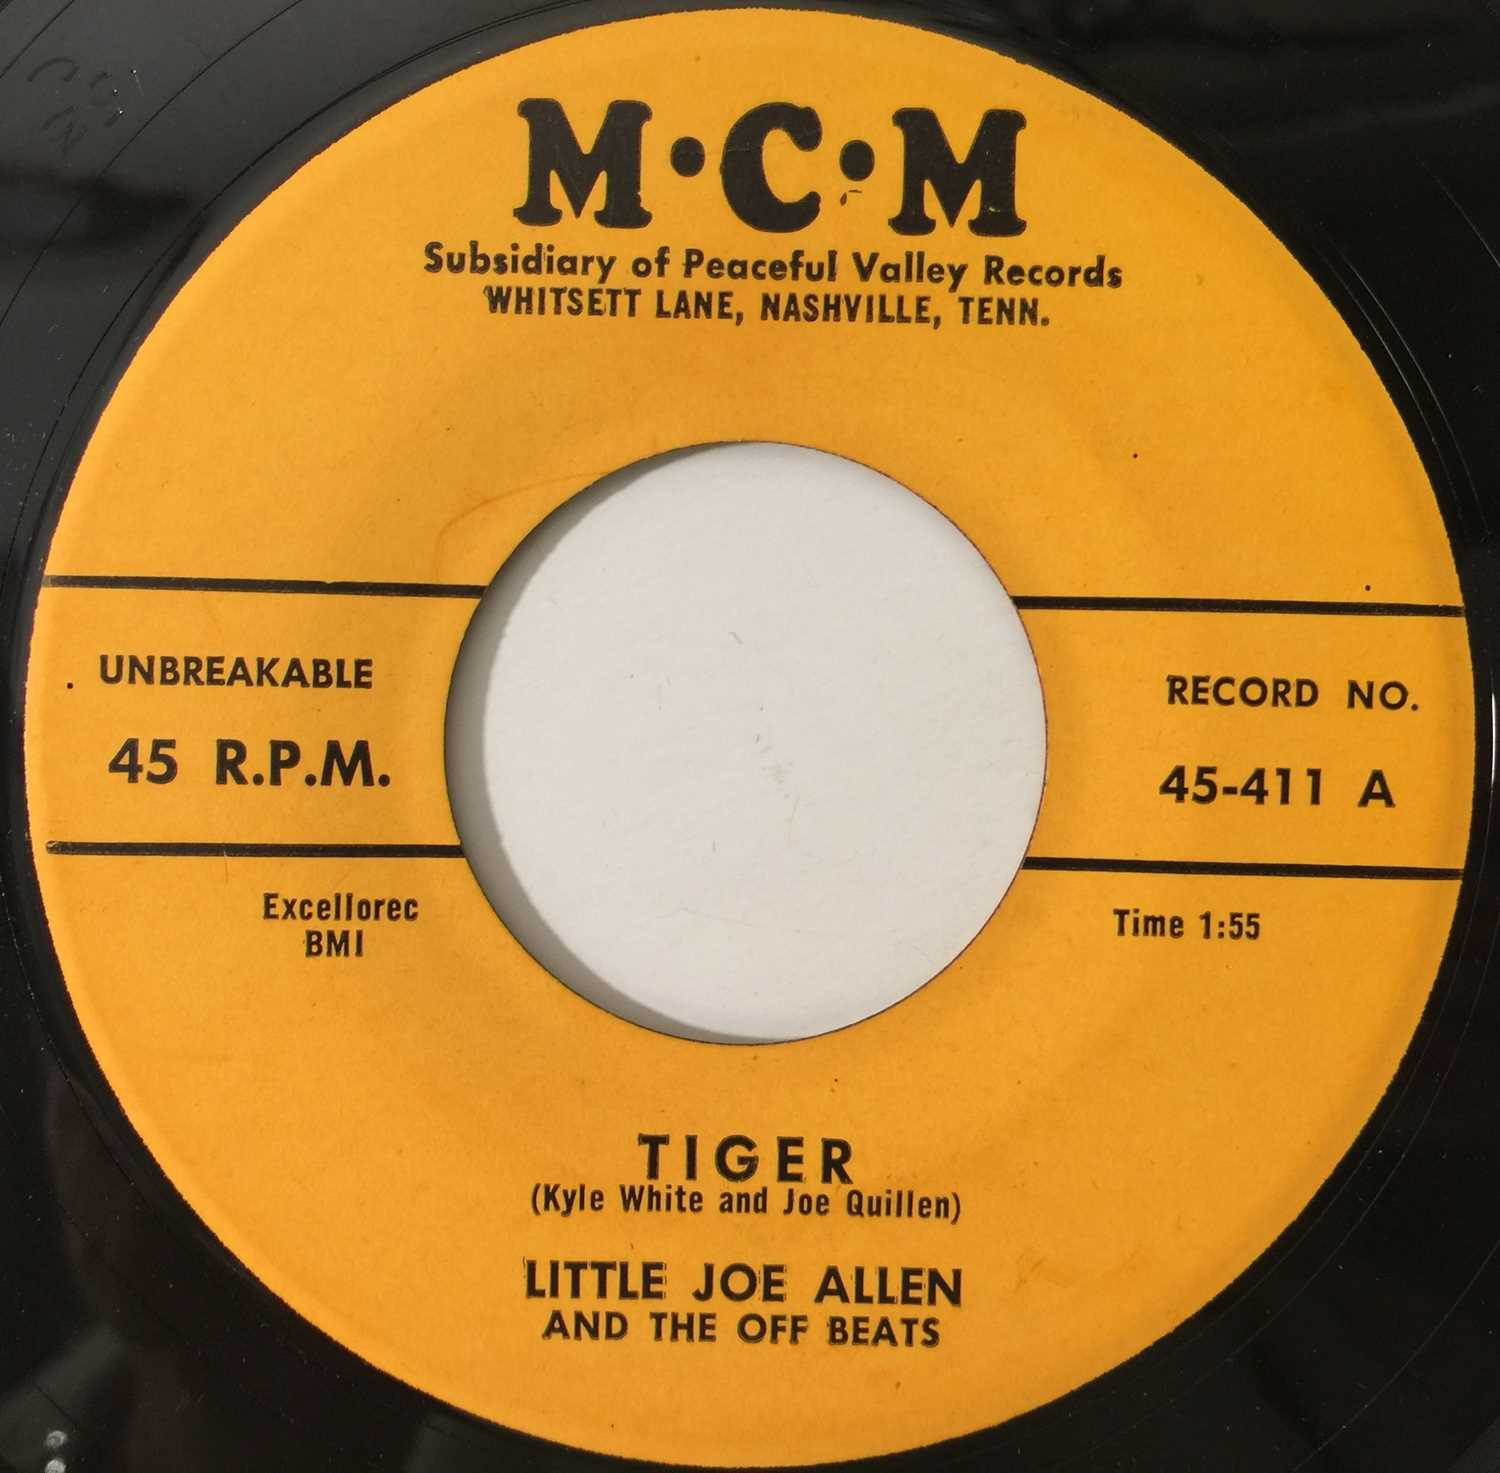 M·C·M
Subsidiary of Peaceful Valley Records
WHITSETT LANE, NASHVILLE, TENN.
UNBREAKABLE
45 R.P.M.
RECORD NO.
45-411 A
Excellorec
BMI
Time 1:55
TIGER
(Kyle White and Joe Quillen)
LITTLE JOE ALLEN
AND THE OFF BEATS